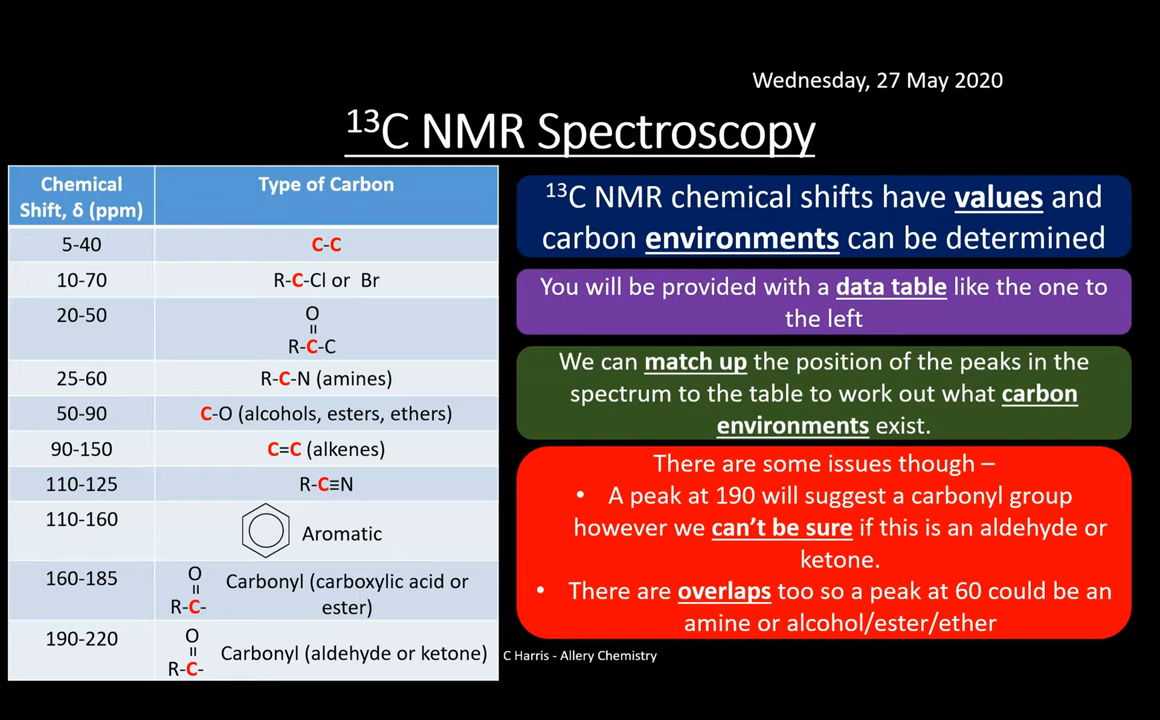 Wednesday, 27 May 2020
¹³C NMR Spectroscopy
Chemical Shift, δ (ppm) Type of Carbon
5-40 C-C
10-70 R-C-Cl or Br
20-50
O
=
R-C-C
25-60 R-C-N (amines)
50-90 C-O (alcohols, esters, ethers)
90-150 C=C (alkenes)
110-125 R-C≡N
110-160 Aromatic
160-185
O
=
R-C-
Carbonyl (carboxylic acid or
ester)
190-220
O
=
R-C-
Carbonyl (aldehyde or ketone)
¹³C NMR chemical shifts have values and
carbon environments can be determined
You will be provided with a data table like the one to
the left
We can match up the position of the peaks in the
spectrum to the table to work out what carbon
environments exist.
There are some issues though –
• A peak at 190 will suggest a carbonyl group
however we can’t be sure if this is an aldehyde or
ketone.
• There are overlaps too so a peak at 60 could be an
amine or alcohol/ester/ether
C Harris - Allery Chemistry